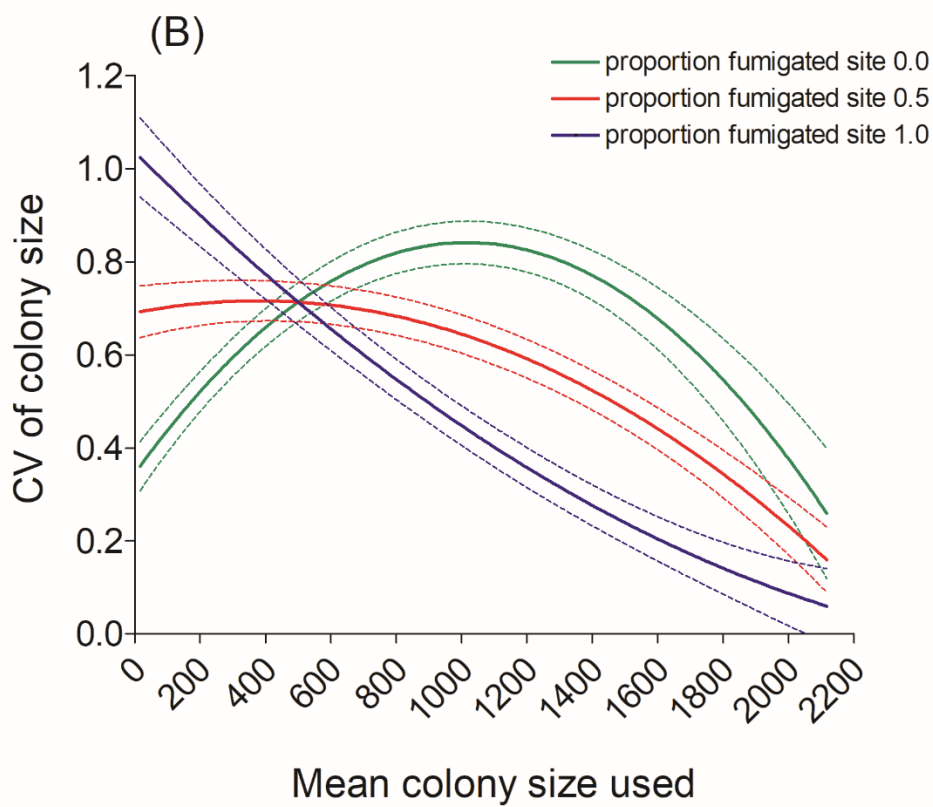 (B)
proportion fumigated site 0.0
proportion fumigated site 0.5
proportion fumigated site 1.0
1.2
1.0
0.8
0.6
0.4
0.2
0.0
CV of colony size
0 200 400 600 800 1000 1200 1400 1600 1800 2000 2200
Mean colony size used